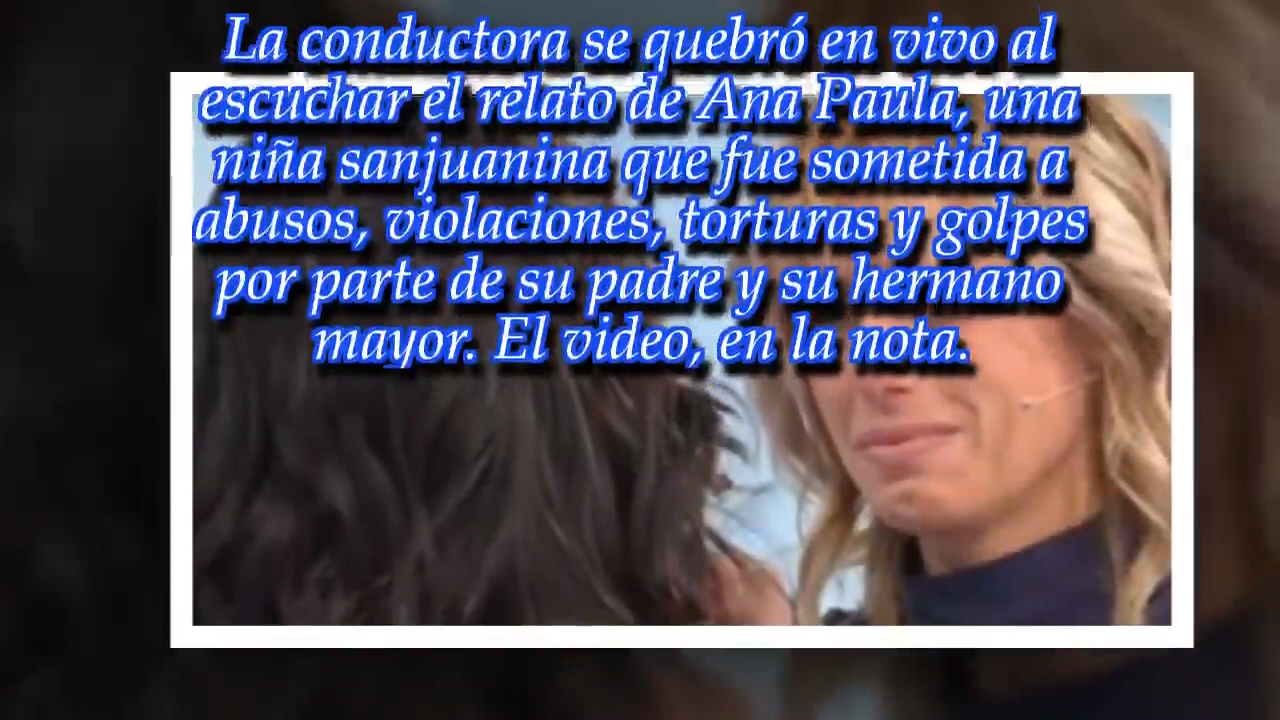 La conductora se quebró en vivo al
escuchar el relato de Ana Paula, una
niña sanjuanina que fue sometida a
abusos, violaciones, torturas y golpes
por parte de su padre y su hermano
mayor. El video, en la nota.